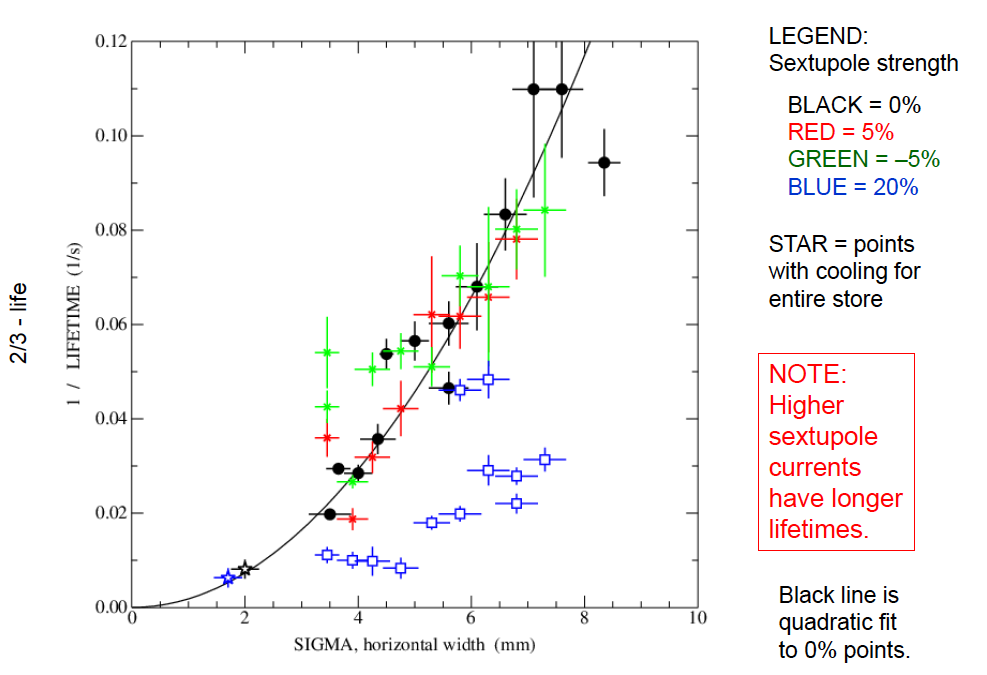 2/3 - life
1 / LIFETIME (1/s)
0.12
0.10
0.08
0.06
0.04
0.02
0.00
0
2
4
6
8
10
SIGMA, horizontal width (mm)
LEGEND:
Sextupole strength
BLACK = 0%
RED = 5%
GREEN = –5%
BLUE = 20%
STAR = points
with cooling for
entire store
NOTE:
Higher
sextupole
currents
have longer
lifetimes.
Black line is
quadratic fit
to 0% points.